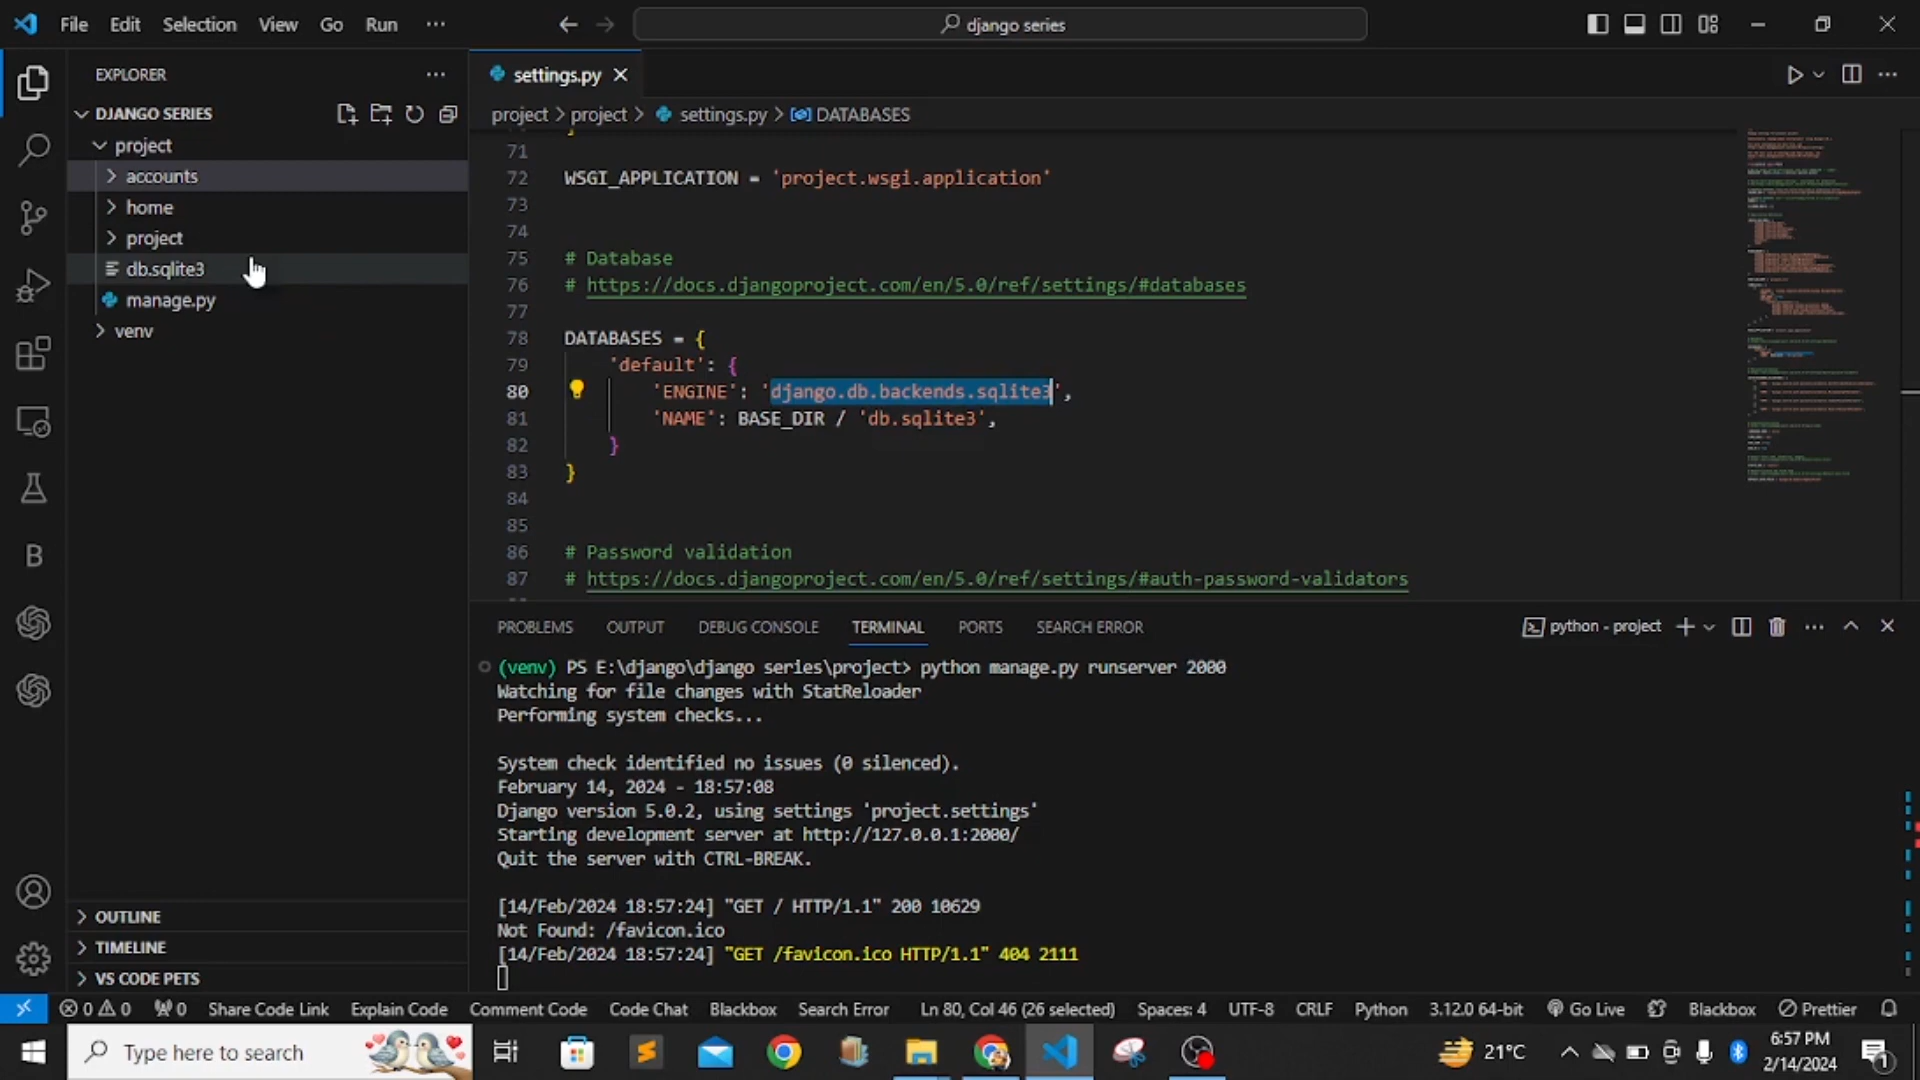 File Edit Selection View Go Run ··· django series
EXPLORER ···
DJANGO SERIES
project
accounts
home
project
db.sqlite3
manage.py
venv
OUTLINE
TIMELINE
VS CODE PETS
settings.py
project > project > settings.py > DATABASES
71
72 WSGI_APPLICATION = 'project.wsgi.application'
73
74
75 # Database
76 # https://docs.djangoproject.com/en/5.0/ref/settings/#databases
77
78 DATABASES = {
79 'default': {
80 'ENGINE': 'django.db.backends.sqlite3',
81 'NAME': BASE_DIR / 'db.sqlite3',
82 }
83 }
84
85
86 # Password validation
87 # https://docs.djangoproject.com/en/5.0/ref/settings/#auth-password-validators
PROBLEMS OUTPUT DEBUG CONSOLE TERMINAL PORTS SEARCH ERROR python - project
(venv) PS E:\django\django series\project> python manage.py runserver 2000
Watching for file changes with StatReloader
Performing system checks...
System check identified no issues (0 silenced).
February 14, 2024 - 18:57:08
Django version 5.0.2, using settings 'project.settings'
Starting development server at http://127.0.0.1:2000/
Quit the server with CTRL-BREAK.
[14/Feb/2024 18:57:24] "GET / HTTP/1.1" 200 10629
Not Found: /favicon.ico
[14/Feb/2024 18:57:24] "GET /favicon.ico HTTP/1.1" 404 2111
0 0 0 Share Code Link Explain Code Comment Code Code Chat Blackbox Search Error Ln 80, Col 46 (26 selected) Spaces: 4 UTF-8 CRLF Python 3.12.0 64-bit Go Live Blackbox Prettier
Type here to search 21°C 6:57 PM
2/14/2024 1